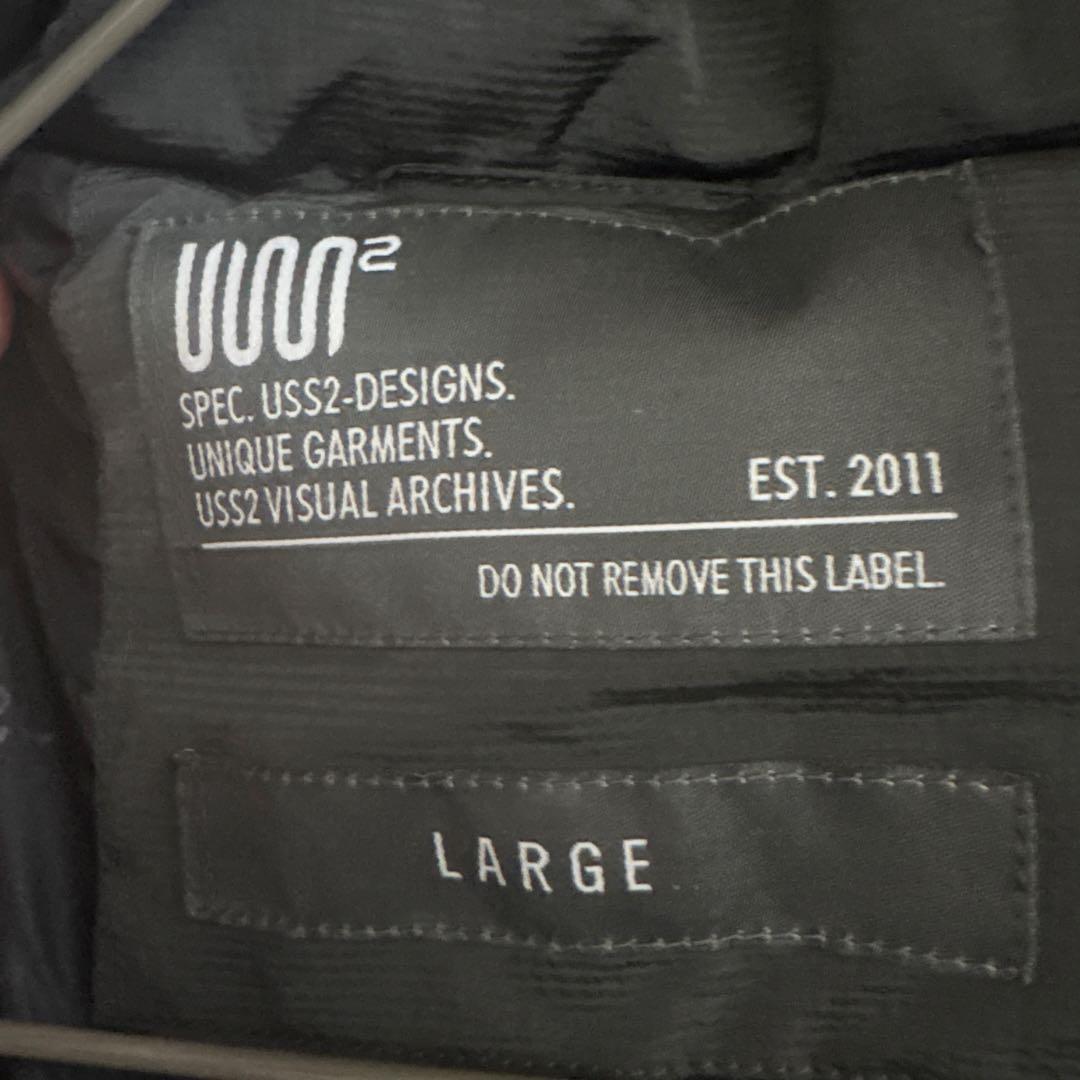 SPEC. USS2-DESIGNS.
UNIQUE GARMENTS.
USS2 VISUAL ARCHIVES.
EST. 2011
DO NOT REMOVE THIS LABEL.
LARGE